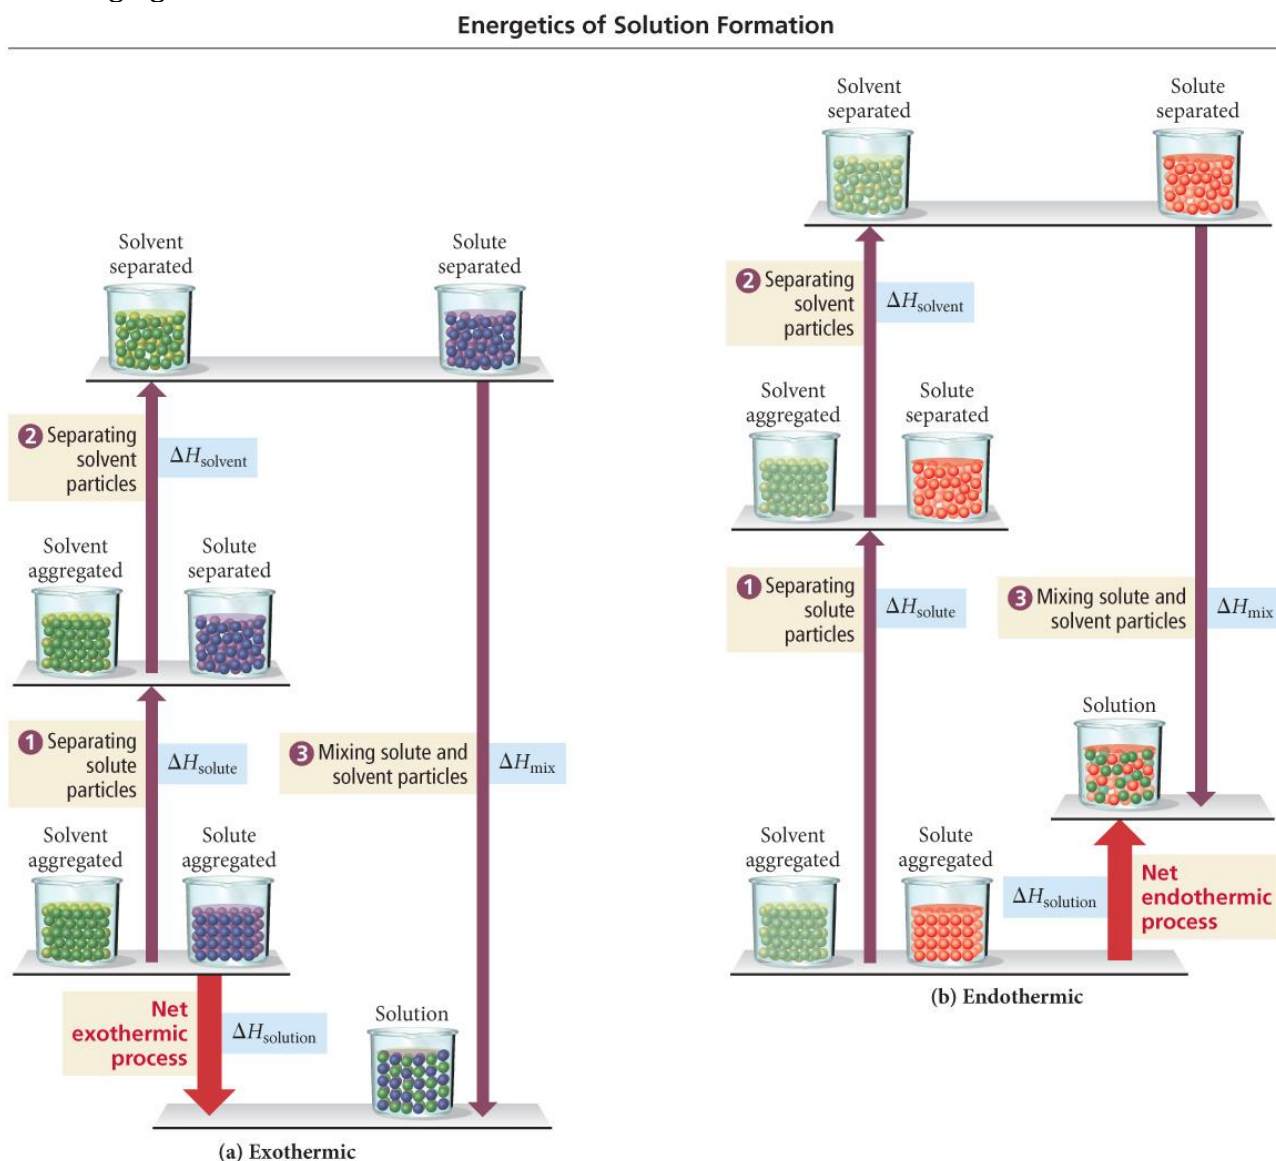 Energetics of Solution Formation
Solvent
separated
Solute
separated
2 Separating
solvent
particles
ΔHsolvent
Solvent
aggregated
Solute
separated
1 Separating
solute
particles
ΔHsolute
3 Mixing solute and
solvent particles
ΔHmix
Solvent
aggregated
Solute
aggregated
Net
exothermic
process
ΔHsolution
Solution
(a) Exothermic
Solvent
separated
Solute
separated
2 Separating
solvent
particles
ΔHsolvent
Solvent
aggregated
Solute
separated
1 Separating
solute
particles
ΔHsolute
3 Mixing solute and
solvent particles
ΔHmix
Solution
Solvent
aggregated
Solute
aggregated
ΔHsolution
Net
endothermic
process
(b) Endothermic